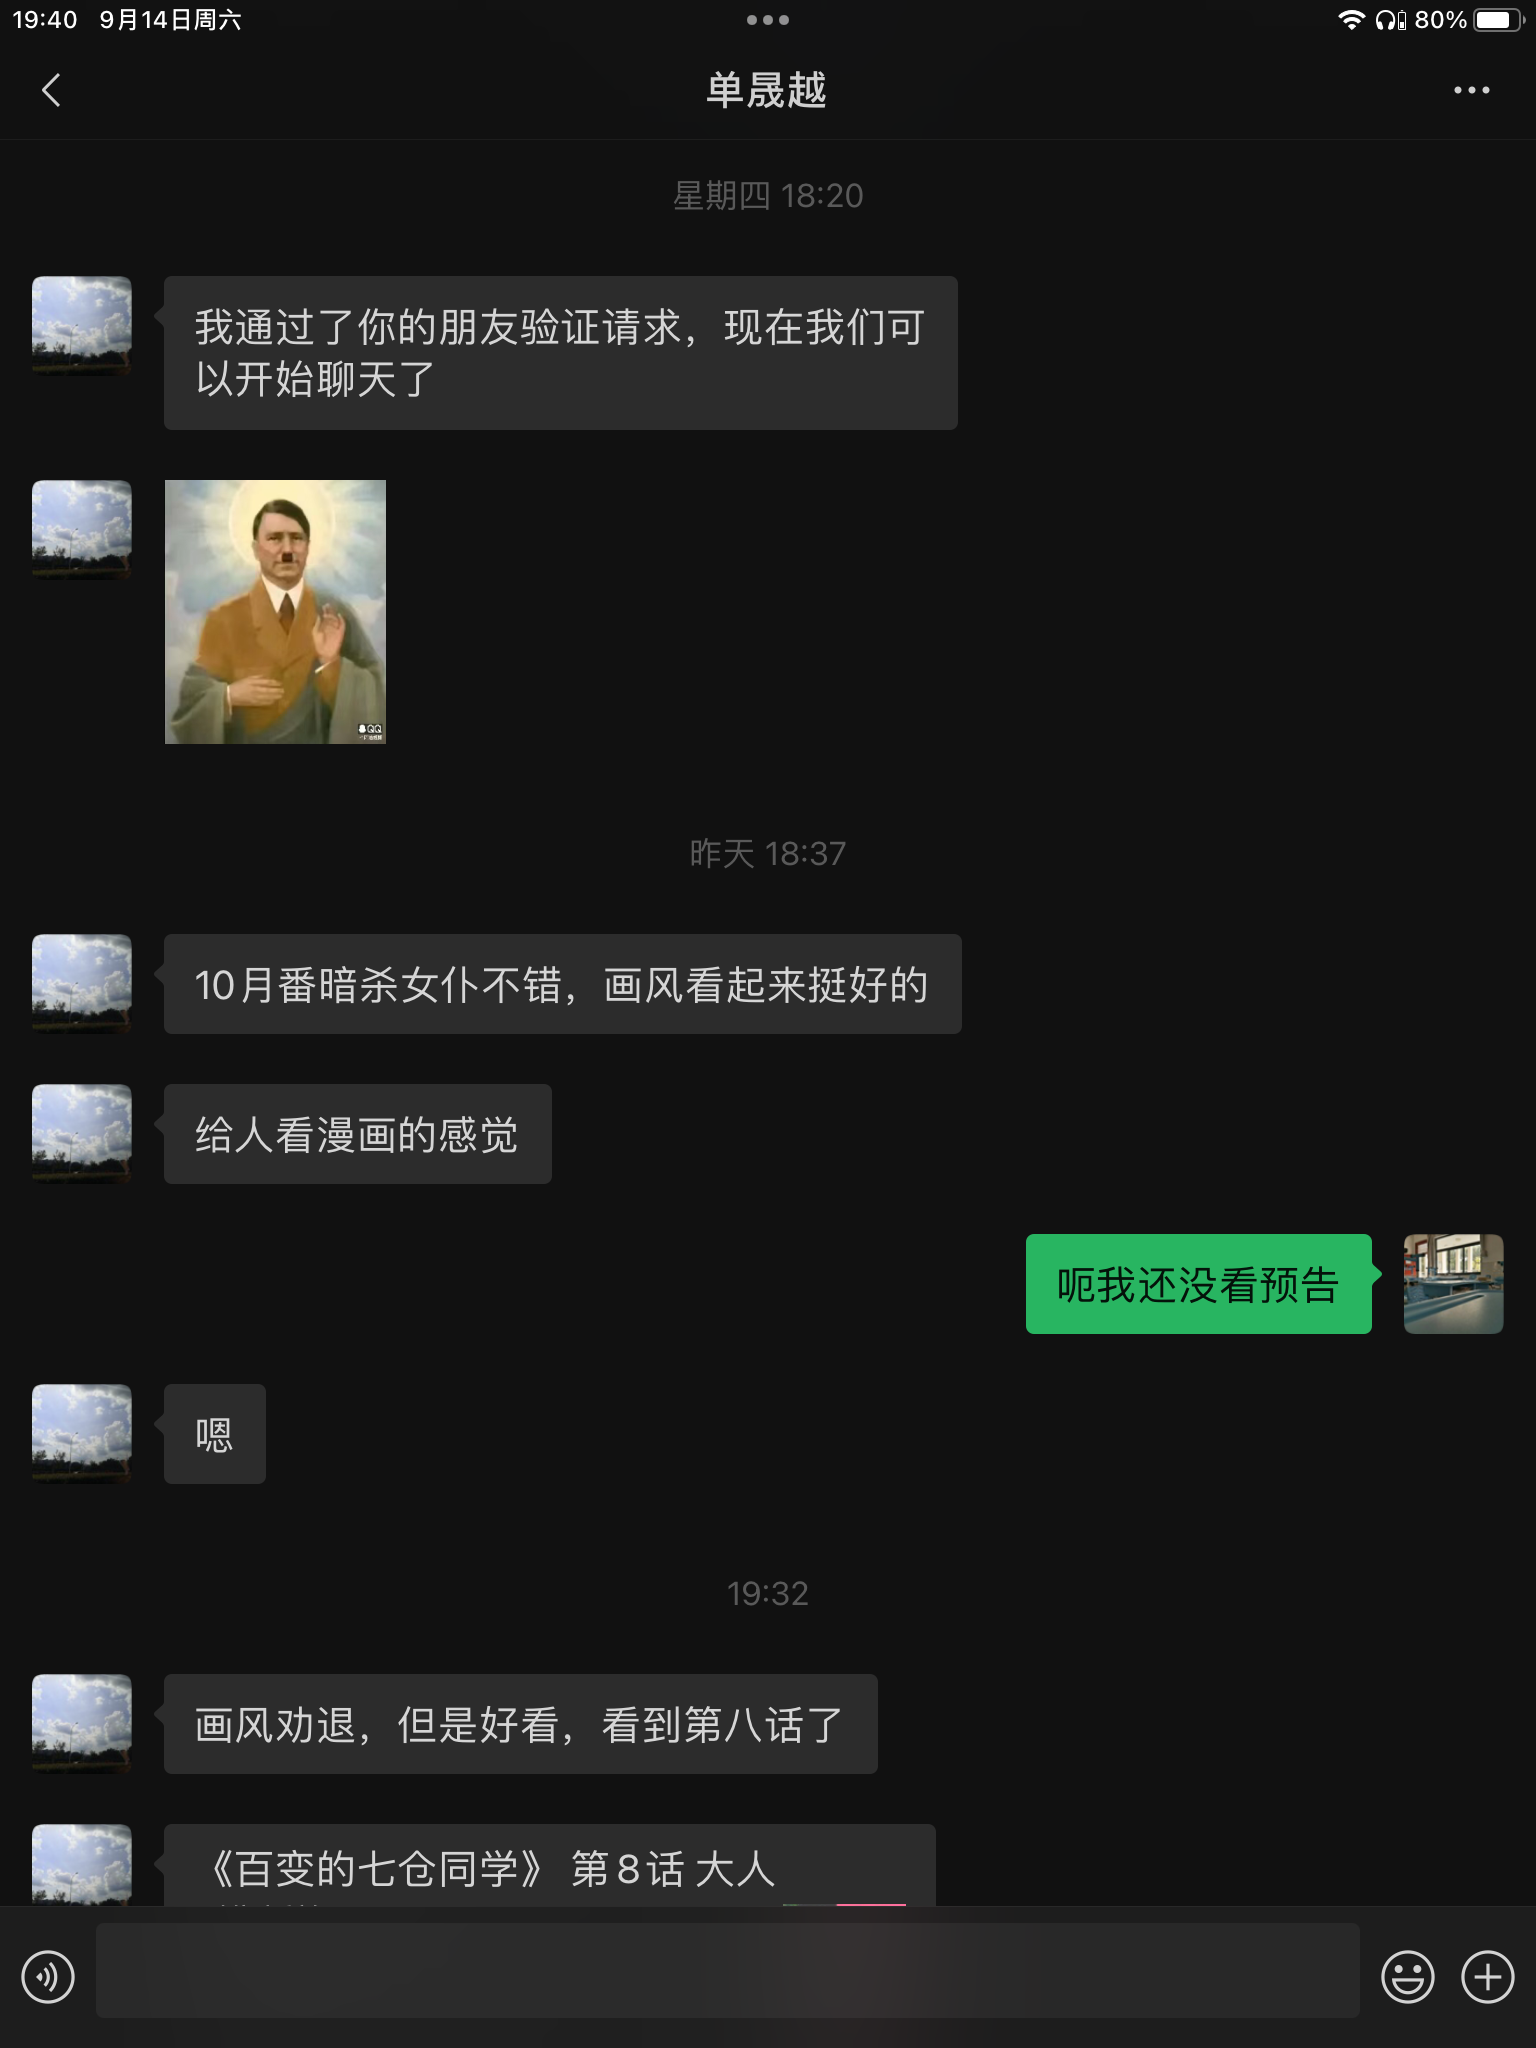 19:40 9月14日周六
80%
单晟越
星期四 18:20
我通过了你的朋友验证请求，现在我们可
以开始聊天了
QQ
昨天 18:37
10月番暗杀女仆不错，画风看起来挺好的
给人看漫画的感觉
呃我还没看预告
嗯
19:32
画风劝退，但是好看，看到第八话了
《百变的七仓同学》 第8话 大人